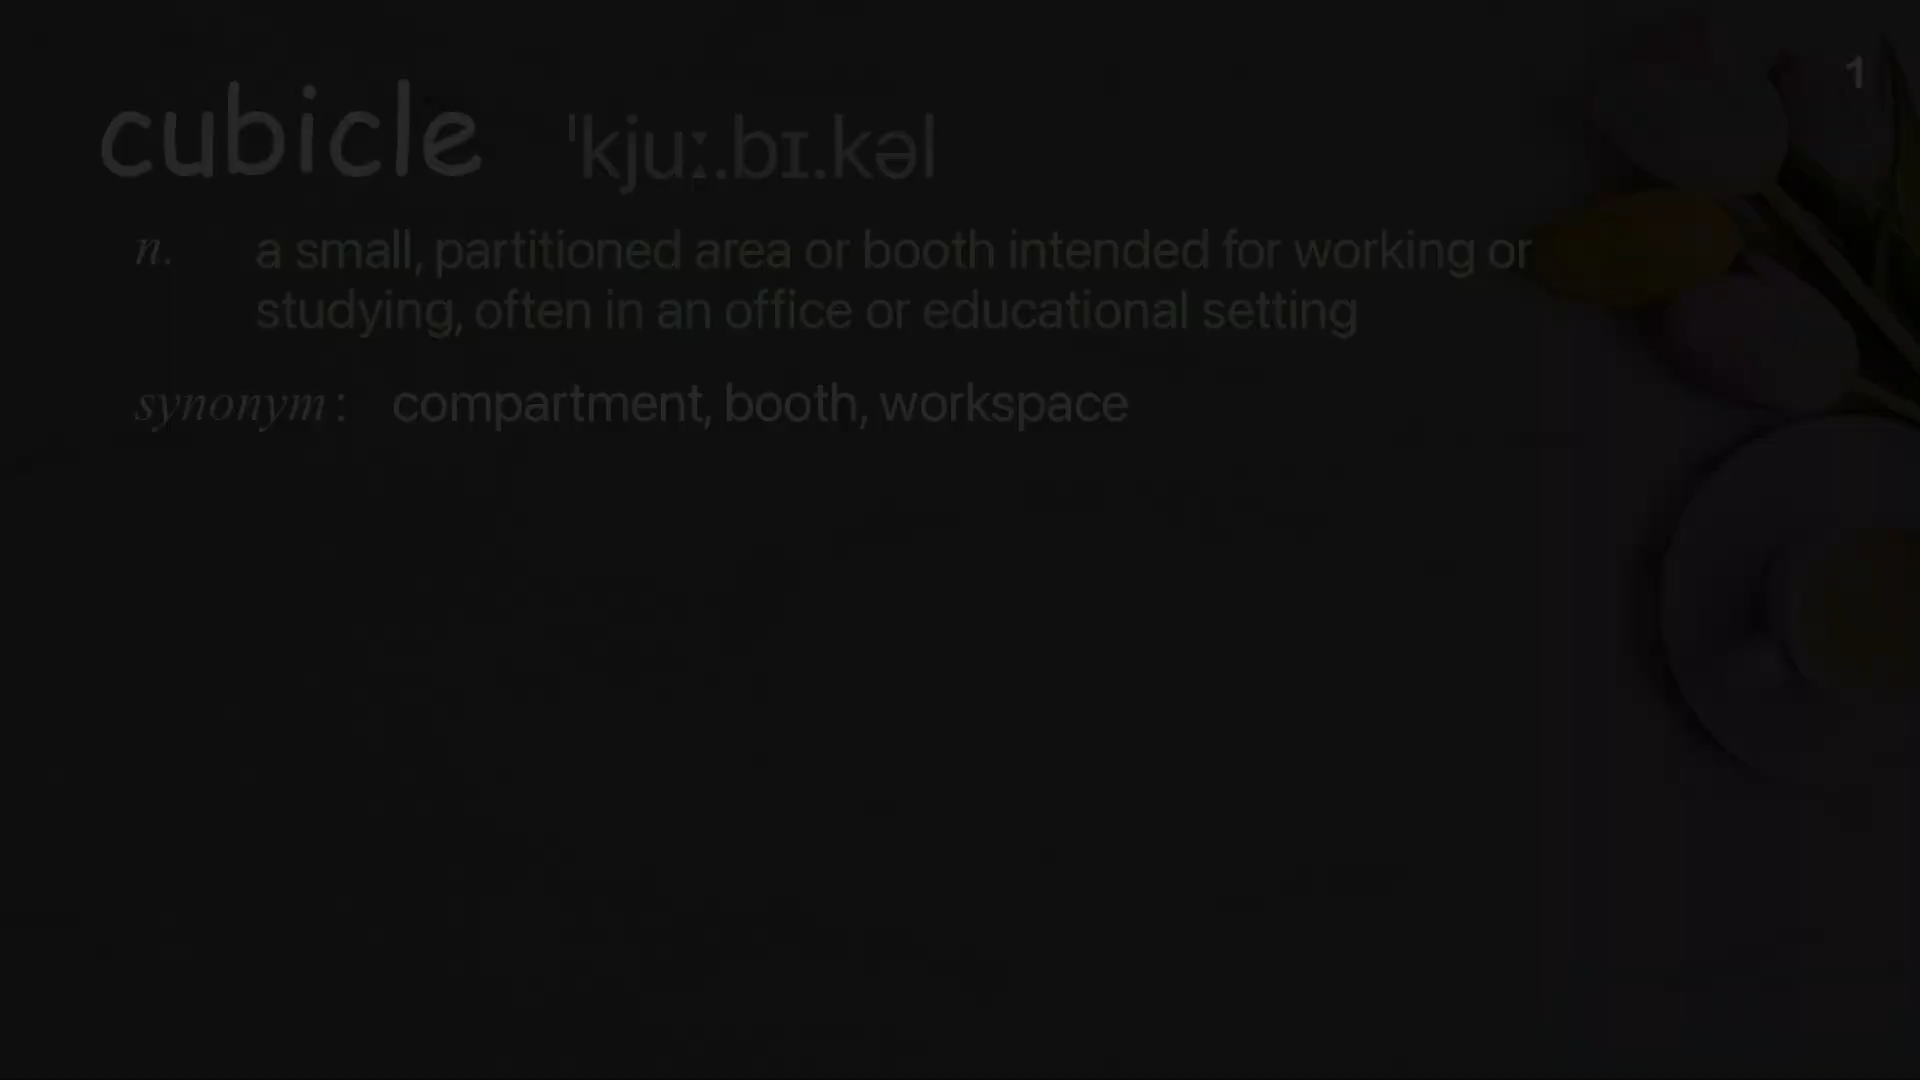 1
cubicle ˈkjuː.bɪ.kəl
n. a small, partitioned area or booth intended for working or
studying, often in an office or educational setting
synonym : compartment, booth, workspace